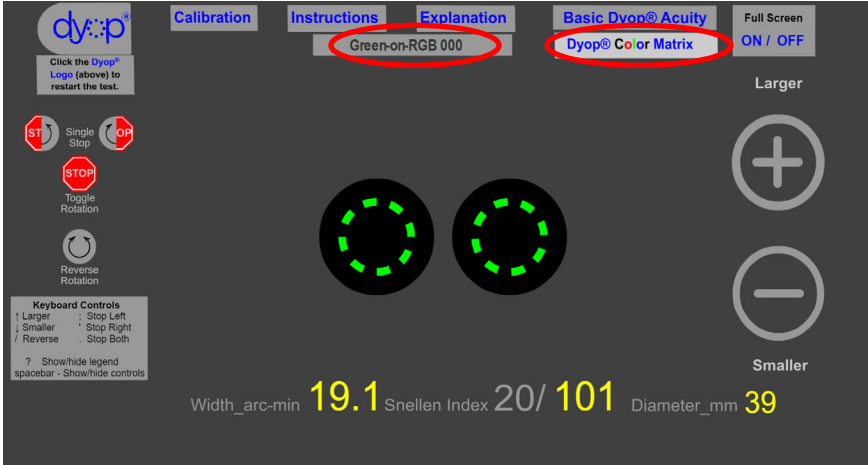 dyop®
Calibration
Instructions
Explanation
Basic Dyop® Acuity
Full Screen
ON / OFF
Green-on-RGB 000
Dyop® Color Matrix
Click the Dyop®
Logo (above) to
restart the test.
Larger
ST
Single
Stop
OP
STOP
Toggle
Rotation
Reverse
Rotation
Keyboard Controls
↑ Larger ; Stop Left
↓ Smaller ' Stop Right
/ Reverse . Stop Both
? Show/hide legend
spacebar - Show/hide controls
Smaller
Width_arc-min 19.1 Snellen Index 20/ 101 Diameter_mm 39